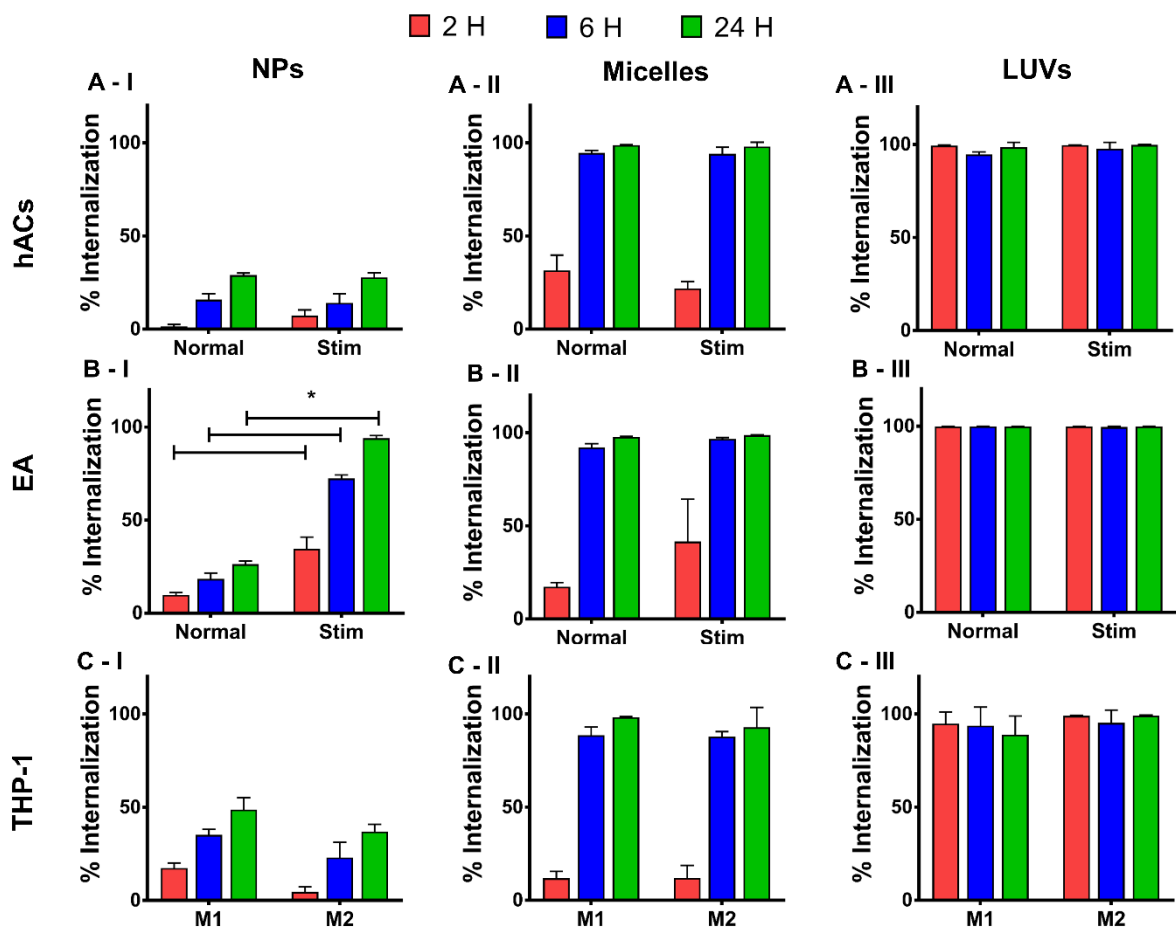 2 H 6 H 24 H
NPs Micelles LUVs
A - I A - II A - III
hACs
% Internalization % Internalization % Internalization
100 100 100
50 50 50
0 0 0
Normal Stim Normal Stim Normal Stim
B - I B - II B - III
*
EA
% Internalization % Internalization % Internalization
100 100 100
50 50 50
0 0 0
Normal Stim Normal Stim Normal Stim
C - I C - II C - III
THP-1
% Internalization % Internalization % Internalization
100 100 100
50 50 50
0 0 0
M1 M2 M1 M2 M1 M2